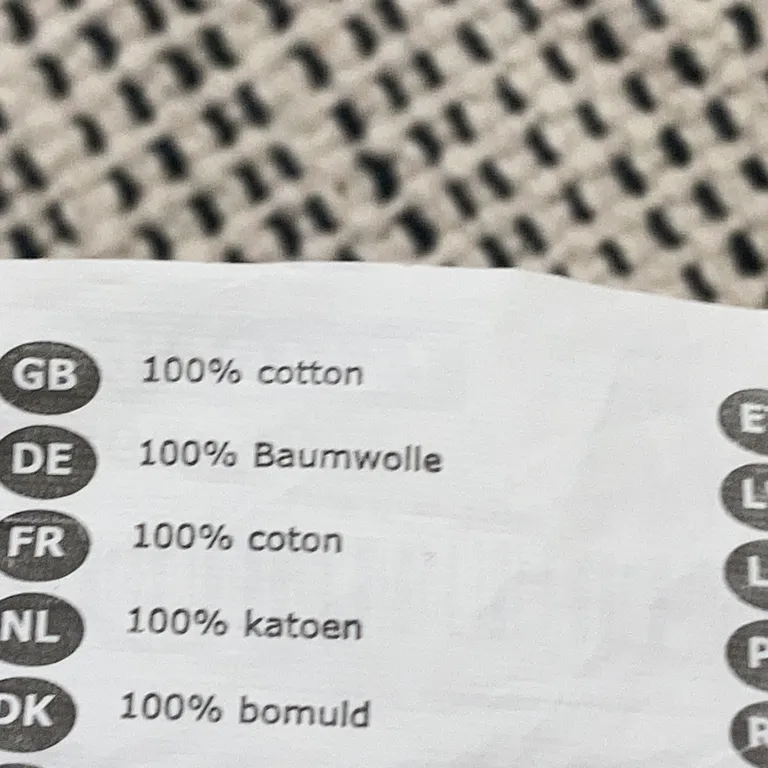 GB 100% cotton
DE 100% Baumwolle
FR 100% coton
NL 100% katoen
DK 100% bomuld